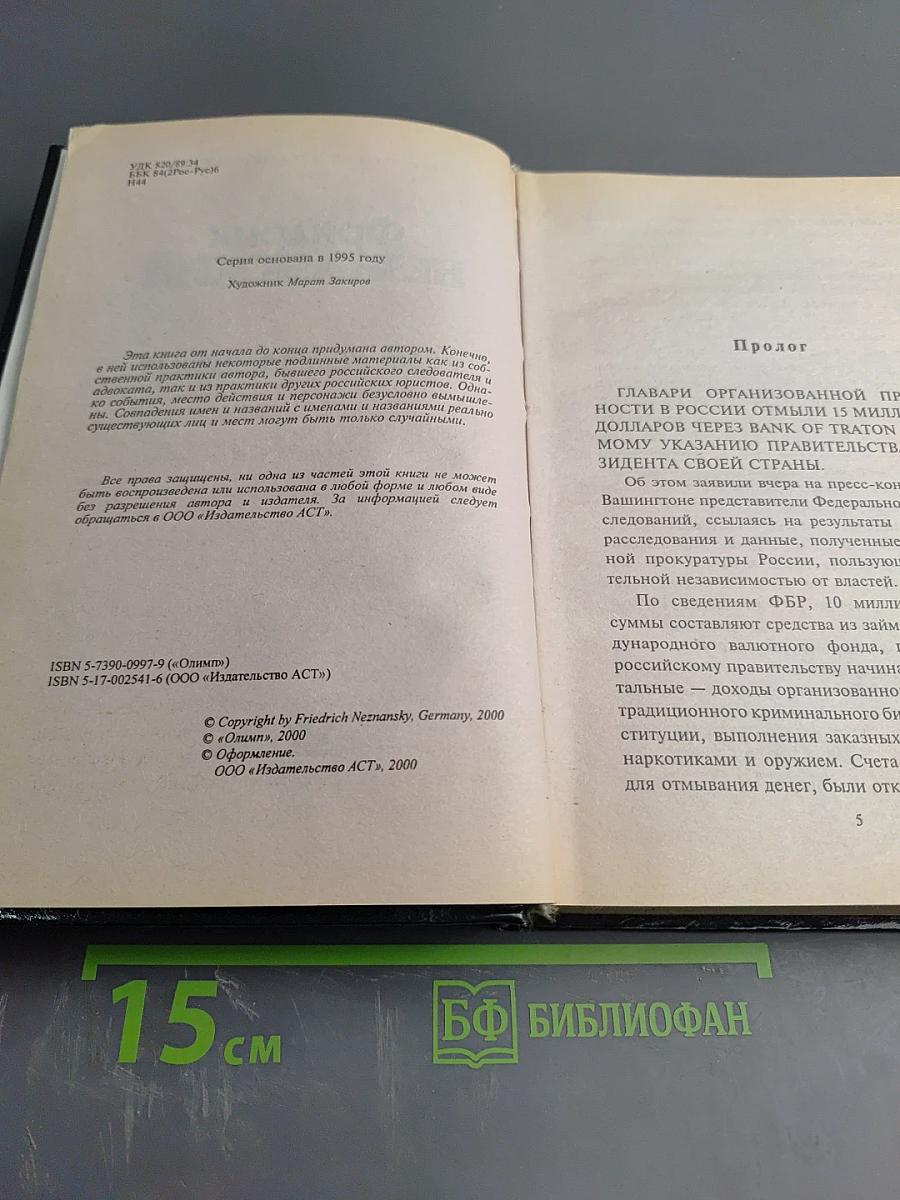 УДК 820/89.34
ББК 84(2Рос-Рус)6
Н44
Серия основана в 1995 году
Художник Марат Закиров
Эта книга от начала до конца придумана автором. Конечно,
в ней использованы некоторые подлинные материалы как из соб-
ственной практики автора, бывшего российского следователя и
адвоката, так и из практики других российских юристов. Одна-
ко события, место действия и персонажи безусловно вымышле-
ны. Совпадения имен и названий с именами и названиями реально
существующих лиц и мест могут быть только случайными.
Все права защищены, ни одна из частей этой книги не может
быть воспроизведена или использована в любой форме и любом виде
без разрешения автора и издателя. За информацией следует
обращаться в ООО «Издательство АСТ».
ISBN 5-7390-0997-9 («Олимп»)
ISBN 5-17-002541-6 (ООО «Издательство АСТ»)
© Copyright by Friedrich Neznansky, Germany, 2000
© «Олимп», 2000
© Оформление.
ООО «Издательство АСТ», 2000
Пролог
ГЛАВАРИ ОРГАНИЗОВАННОЙ ПР
НОСТИ В РОССИИ ОТМЫЛИ 15 МИЛЛ
ДОЛЛАРОВ ЧЕРЕЗ BANK OF TRATON
МОМУ УКАЗАНИЮ ПРАВИТЕЛЬСТВ
ЗИДЕНТА СВОЕЙ СТРАНЫ.
Об этом заявили вчера на пресс-кон
Вашингтоне представители Федерально
следований, ссылаясь на результаты
расследования и данные, полученные
ной прокуратуры России, пользующ
тельной независимостью от властей.
По сведениям ФБР, 10 милли
суммы составляют средства из займ
дународного валютного фонда, п
российскому правительству начина
тальные — доходы организованно
традиционного криминального би
ституции, выполнения заказных
наркотиками и оружием. Счета
для отмывания денег, были отк
5
15 см
БФ БИБЛИОФАН